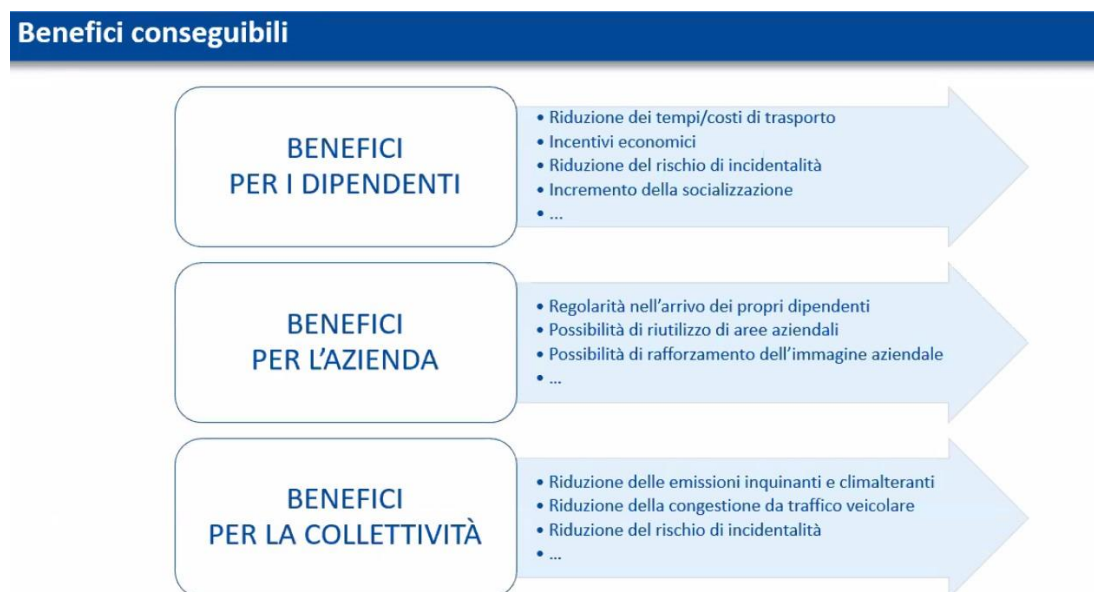 Benefici conseguibili
BENEFICI
PER I DIPENDENTI
• Riduzione dei tempi/costi di trasporto
• Incentivi economici
• Riduzione del rischio di incidentalità
• Incremento della socializzazione
• ...
BENEFICI
PER L’AZIENDA
• Regolarità nell’arrivo dei propri dipendenti
• Possibilità di riutilizzo di aree aziendali
• Possibilità di rafforzamento dell’immagine aziendale
• ...
BENEFICI
PER LA COLLETTIVITÀ
• Riduzione delle emissioni inquinanti e climalteranti
• Riduzione della congestione da traffico veicolare
• Riduzione del rischio di incidentalità
• ...